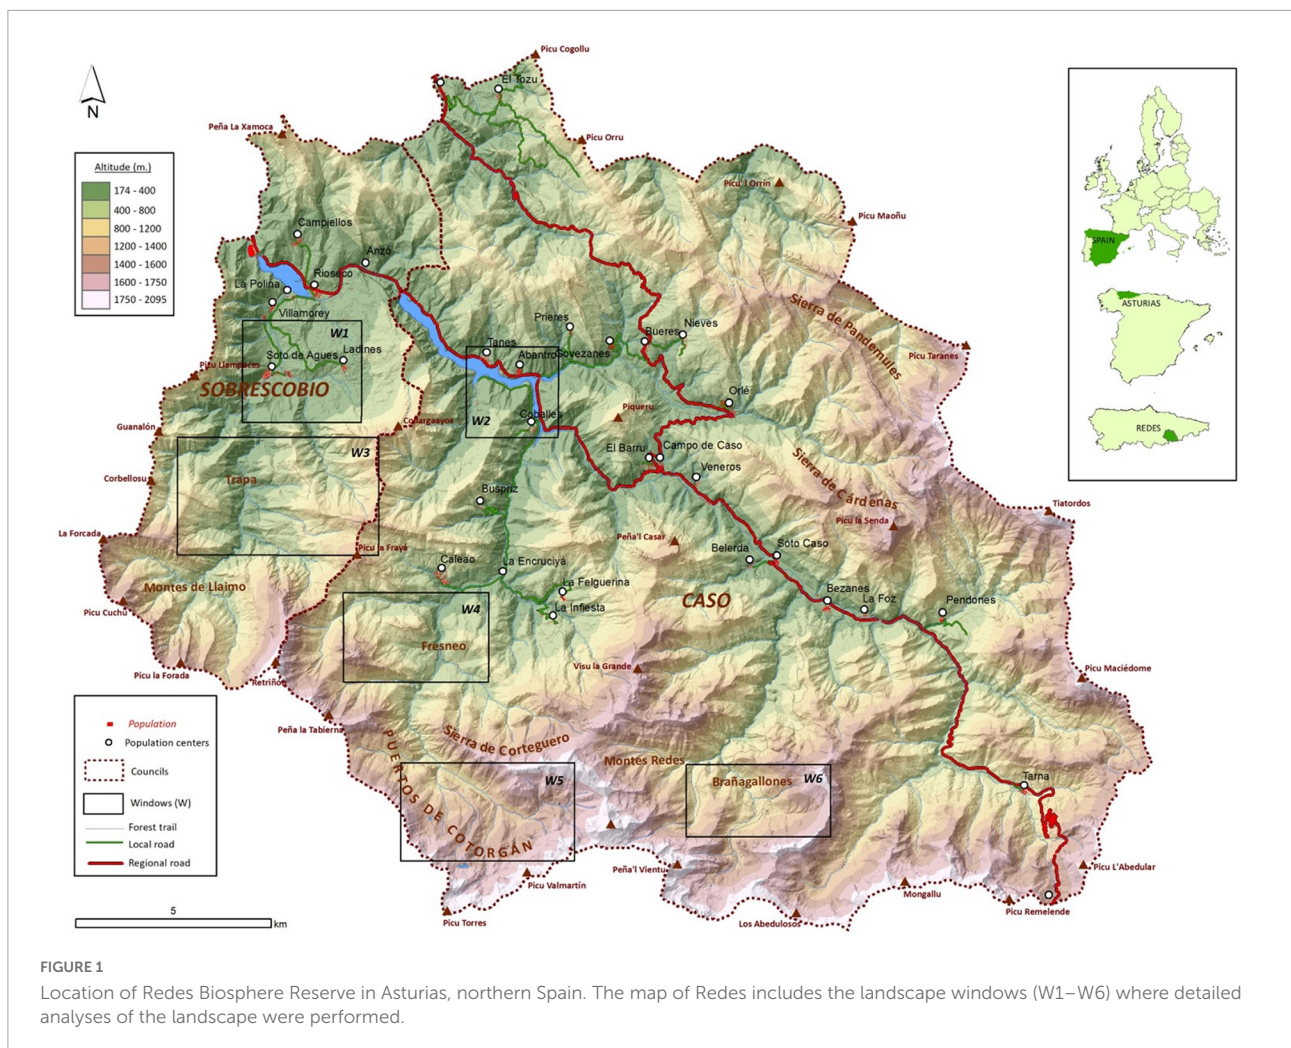 Picu Cogollu
El Tozu
N
Peña La Xamoca
Picu Orru
Altitude (m.)
174 - 400
400 - 800
800 - 1200
1200 - 1400
1400 - 1600
1600 - 1750
1750 - 2095
Picu'l Orrín
Picu Maoñu
SPAIN
Campiellos
Anzó
Rioseco
La Polina
Villamorey
ASTURIAS
Sierra de Pandemules
Prieres
Bueres
Nieves
W1
Soto de Agues
Ladines
Tanes
Abantro
Govezanes
Picu Taranes
Picu Llampaces
SOBRESCOBIO
Orlé
W2
Coballes
Piqueru
Guanalón
REDES
El Barru
Campo de Caso
W3
Trapa
Veneros
Sierra de Cárdenas
Corbellosu
Buspriz
Tiatordos
Picu la Senda
La Forcada
Picu la Fraya
Peña'l Casar
Belerda
Soto Caso
Caleao
La Encruciya
La Felguerina
Montes de Llaimo
Bezanes
La Foz
Pendones
Picu Cuchu
CASO
W4
La Infiesta
Fresneo
Picu la Forada
Retriñón
Visu la Grande
Picu Maciédome
Population
Population centers
Councils
Windows (W)
Forest trail
Local road
Regional road
Peña la Tabierna
PUERTOS DE COTORGÁN
Sierra de Corteguero
Montes Redes
W5
Brañagallones
W6
Tarna
Picu Valmartín
Peña'l Vientu
Picu L'Abedular
Mongallu
Picu Remelende
Picu Torres
Los Abedulosos
5
km
FIGURE 1
Location of Redes Biosphere Reserve in Asturias, northern Spain. The map of Redes includes the landscape windows (W1–W6) where detailed
analyses of the landscape were performed.